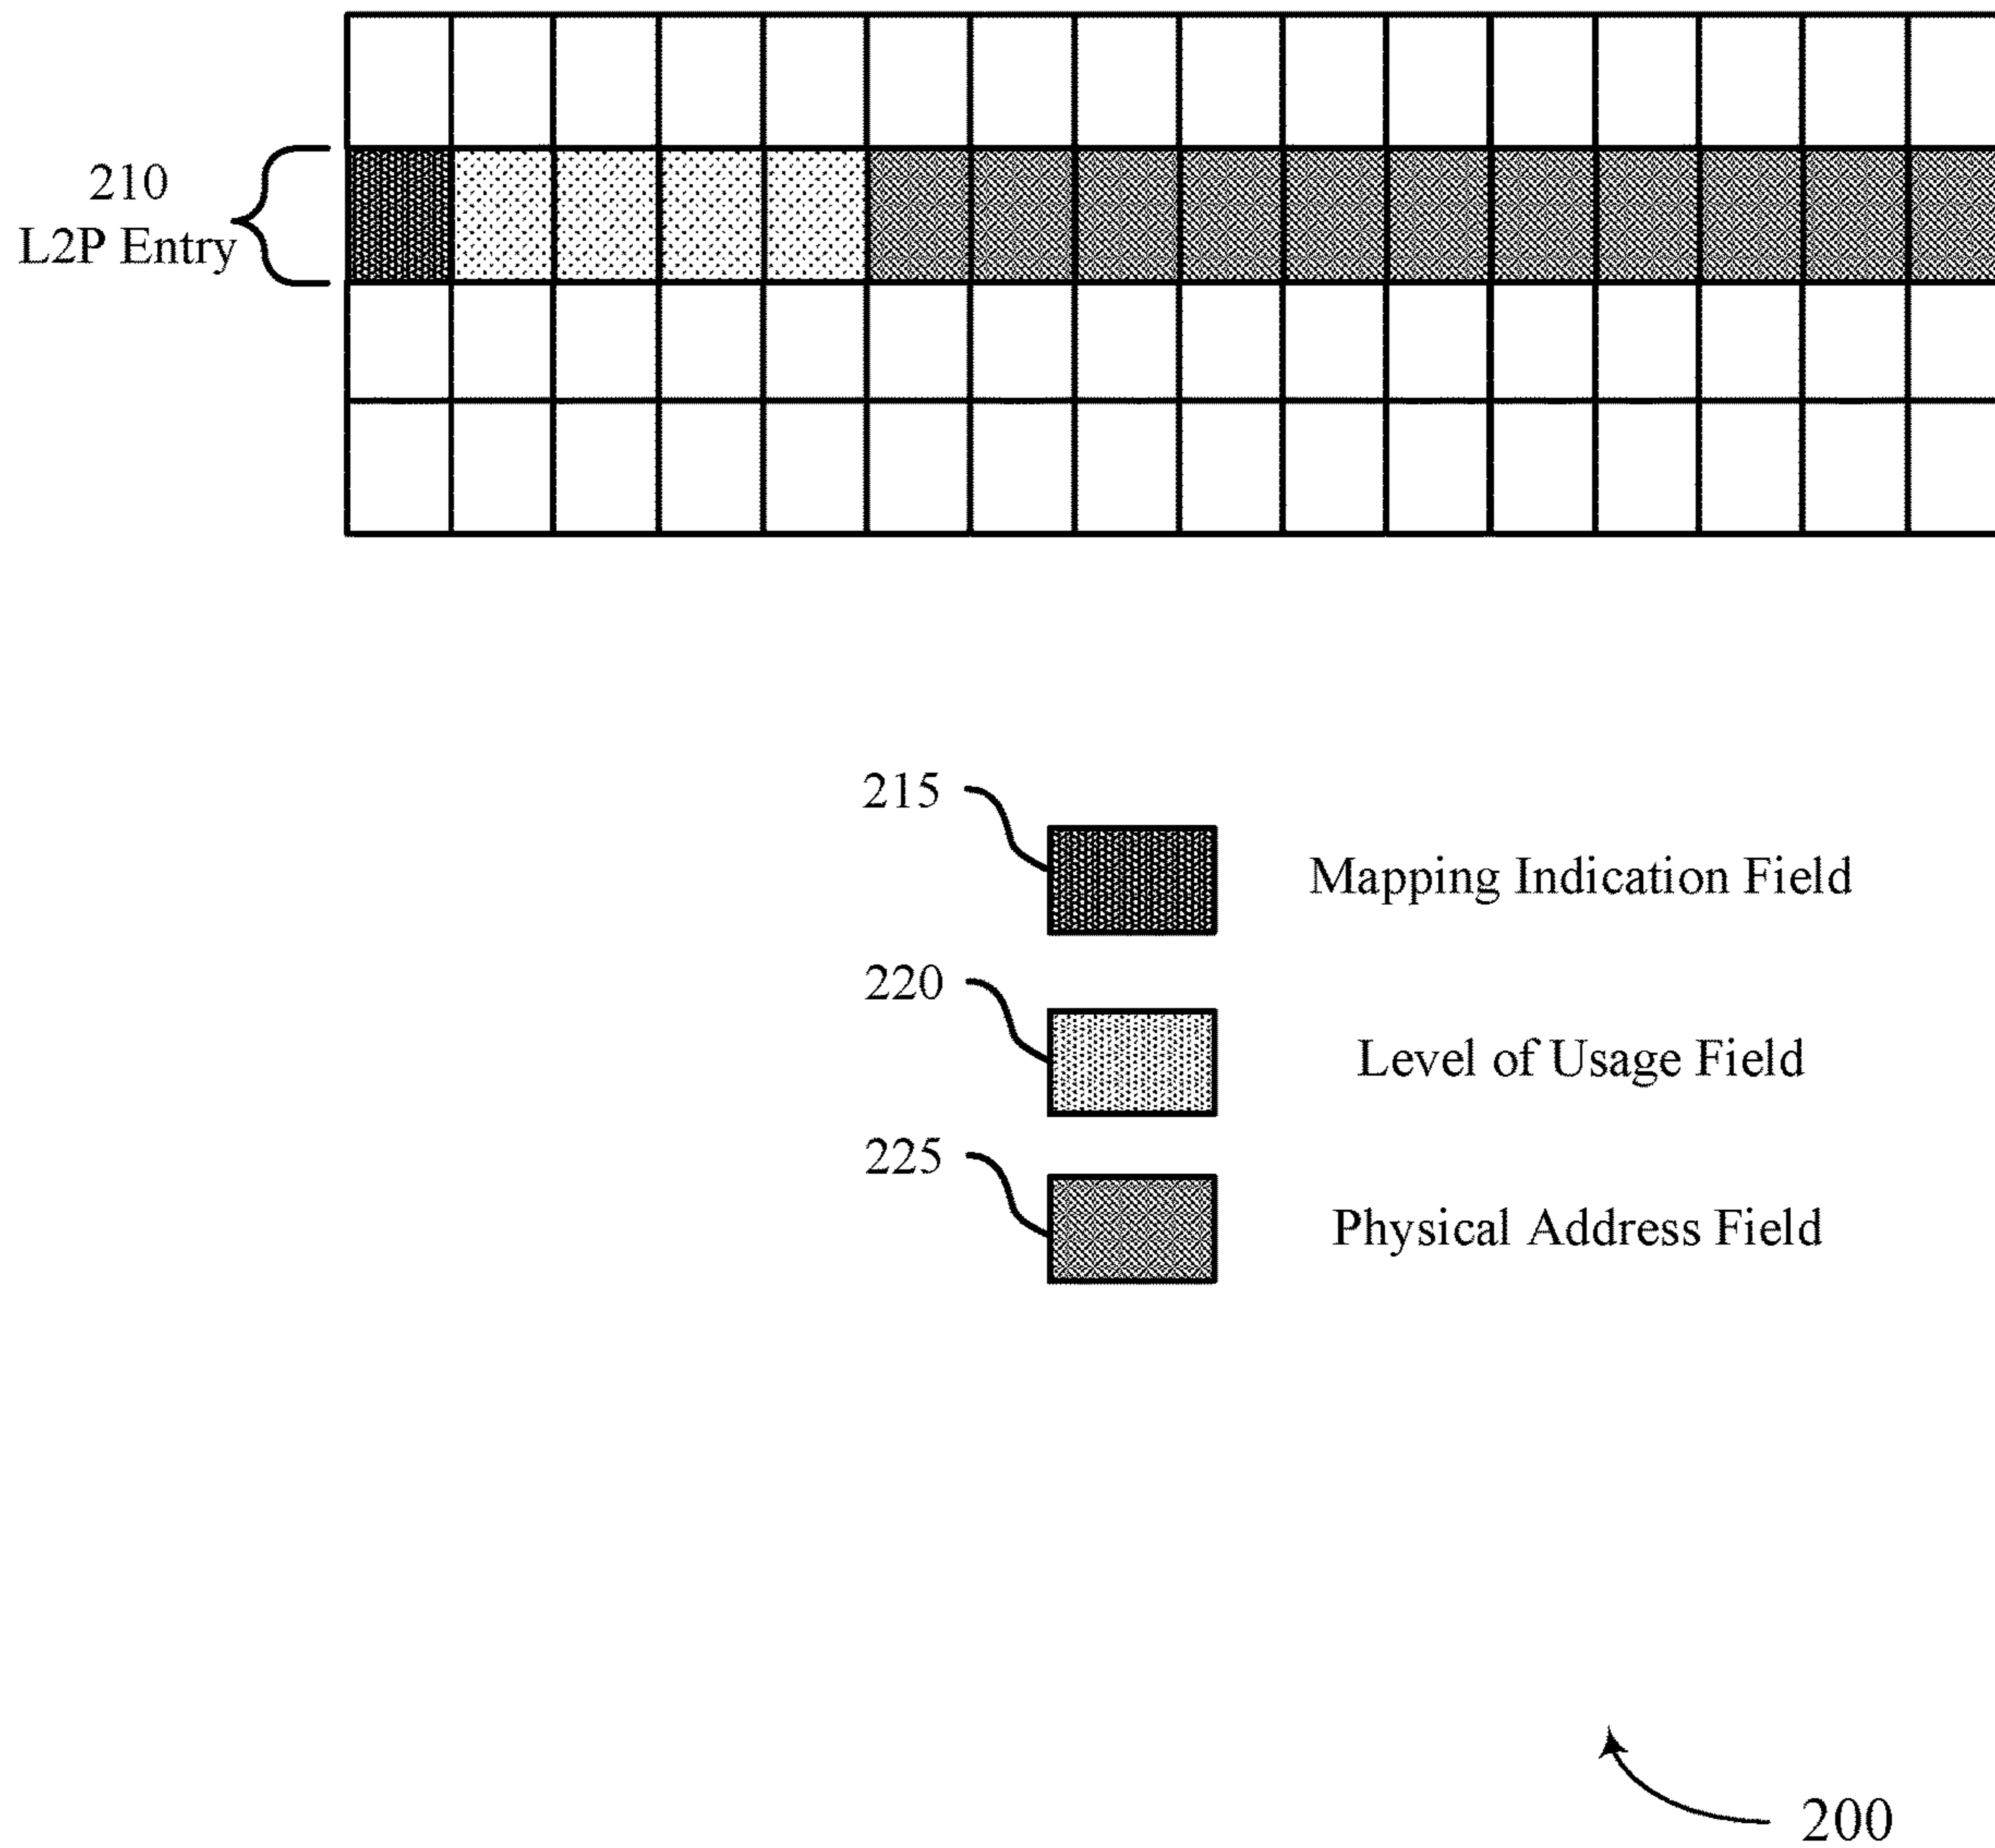 210
L2P Entry
215
Mapping Indication Field
220
Level of Usage Field
225
Physical Address Field
200